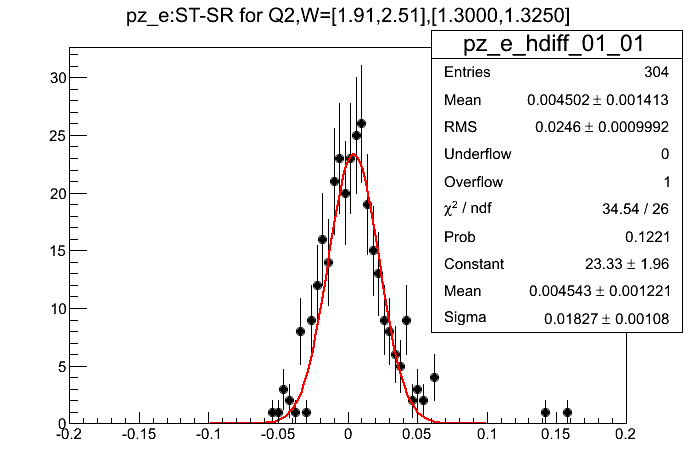 pz_e:ST-SR for Q2,W=[1.91,2.51],[1.3000,1.3250]
pz_e_hdiff_01_01
Entries 304
Mean 0.004502 ± 0.001413
RMS 0.0246 ± 0.0009992
Underflow 0
Overflow 1
χ² / ndf 34.54 / 26
Prob 0.1221
Constant 23.33 ± 1.96
Mean 0.004543 ± 0.001221
Sigma 0.01827 ± 0.00108
30
25
20
15
10
5
0
-0.2 -0.15 -0.1 -0.05 0 0.05 0.1 0.15 0.2